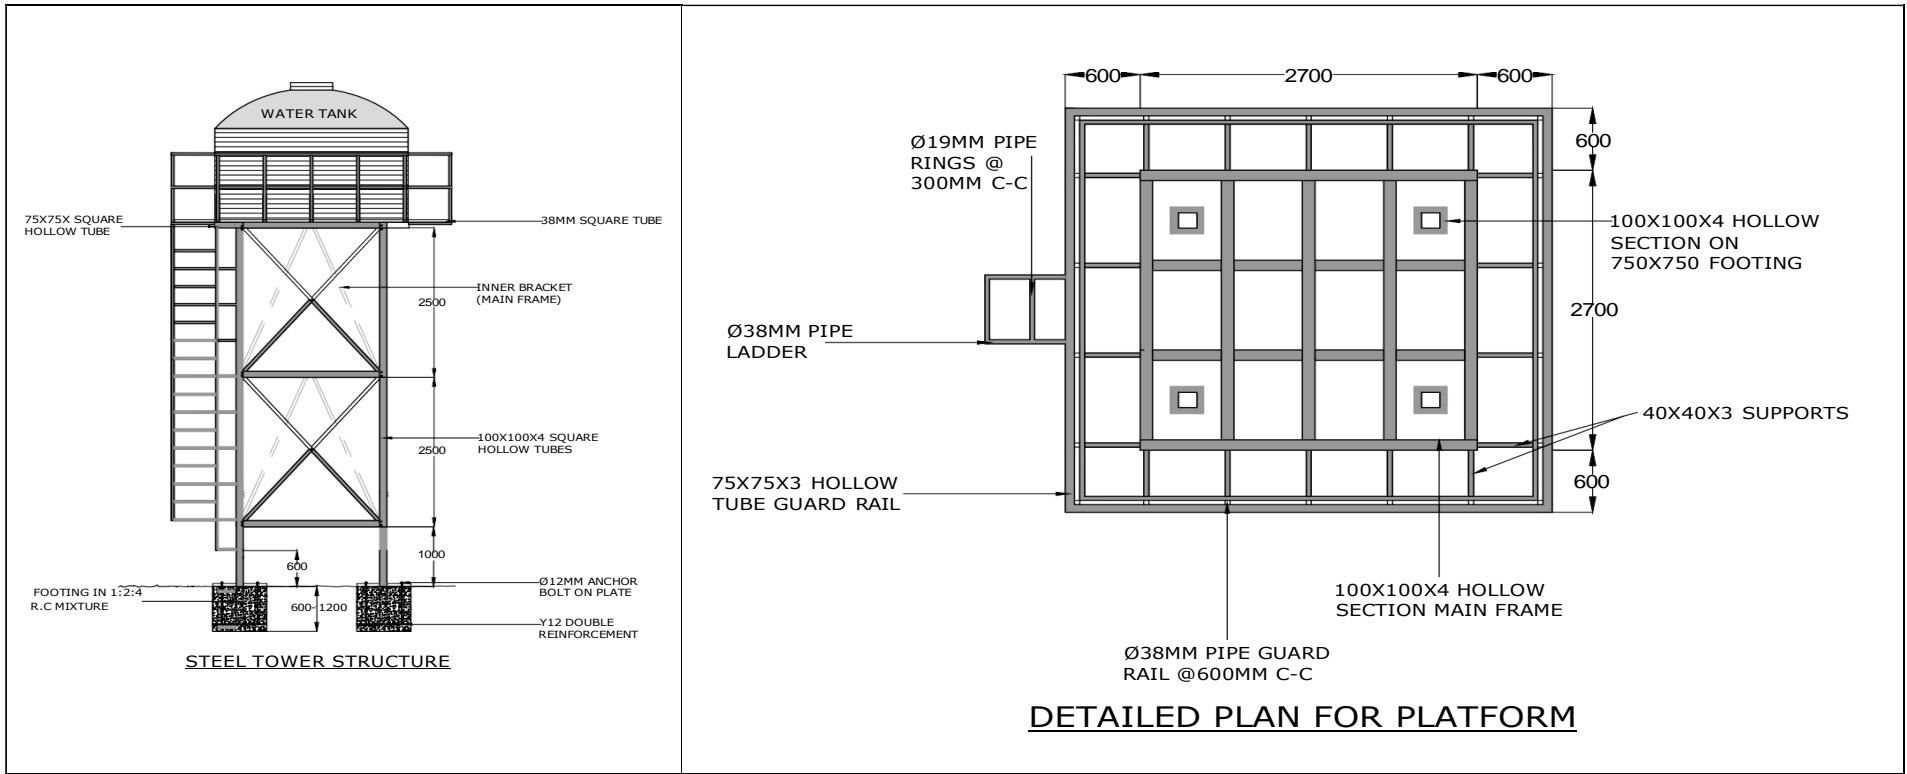 WATER TANK
75X75X SQUARE
HOLLOW TUBE
38MM SQUARE TUBE
INNER BRACKET
(MAIN FRAME)
2500
100X100X4 SQUARE
HOLLOW TUBES
2500
1000
600
FOOTING IN 1:2:4
R.C MIXTURE
600-1200
Ø12MM ANCHOR
BOLT ON PLATE
Y12 DOUBLE
REINFORCEMENT
STEEL TOWER STRUCTURE
600
2700
600
Ø19MM PIPE
RINGS @
300MM C-C
600
100X100X4 HOLLOW
SECTION ON
750X750 FOOTING
2700
Ø38MM PIPE
LADDER
40X40X3 SUPPORTS
75X75X3 HOLLOW
TUBE GUARD RAIL
600
100X100X4 HOLLOW
SECTION MAIN FRAME
Ø38MM PIPE GUARD
RAIL @600MM C-C
DETAILED PLAN FOR PLATFORM